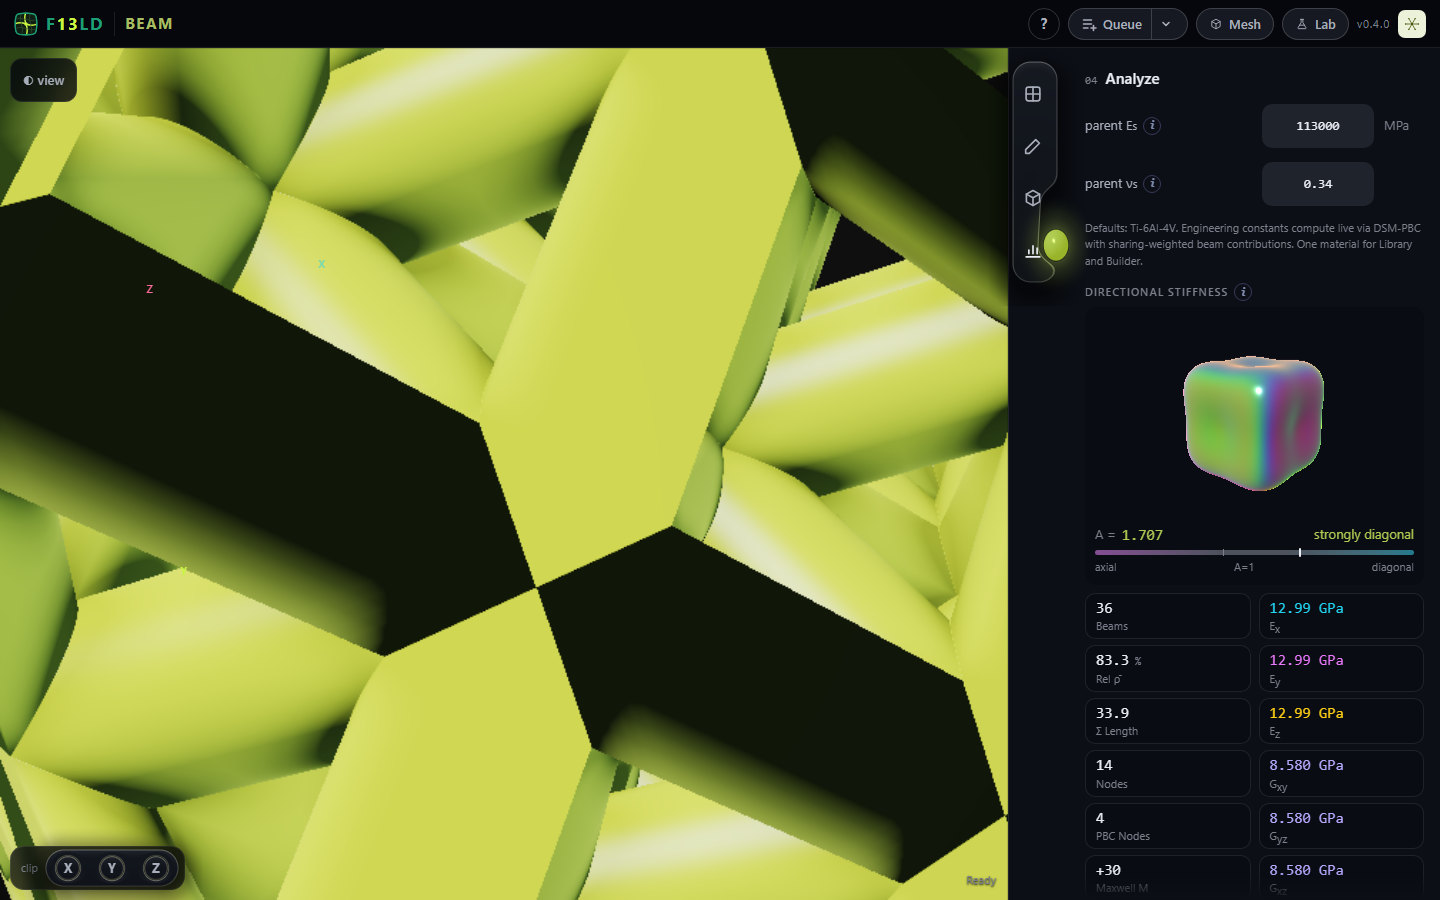 F13LD BEAM
? Queue Mesh Lab v0.4.0
view
04 Analyze
parent Es i 113000 MPa
parent νs i 0.34
Defaults: Ti-6Al-4V. Engineering constants compute live via DSM-PBC
with sharing-weighted beam contributions. One material for Library
and Builder.
DIRECTIONAL STIFFNESS i
X
Z
A = 1.707 strongly diagonal
axial A=1 diagonal
36 12.99 GPa
Beams Ex
83.3 % 12.99 GPa
Rel ρ̄ Ey
33.9 12.99 GPa
Σ Length Ez
14 8.580 GPa
Nodes Gxy
4 8.580 GPa
PBC Nodes Gyz
+30 8.580 GPa
Maxwell M Gxz
clip X Y Z
Ready